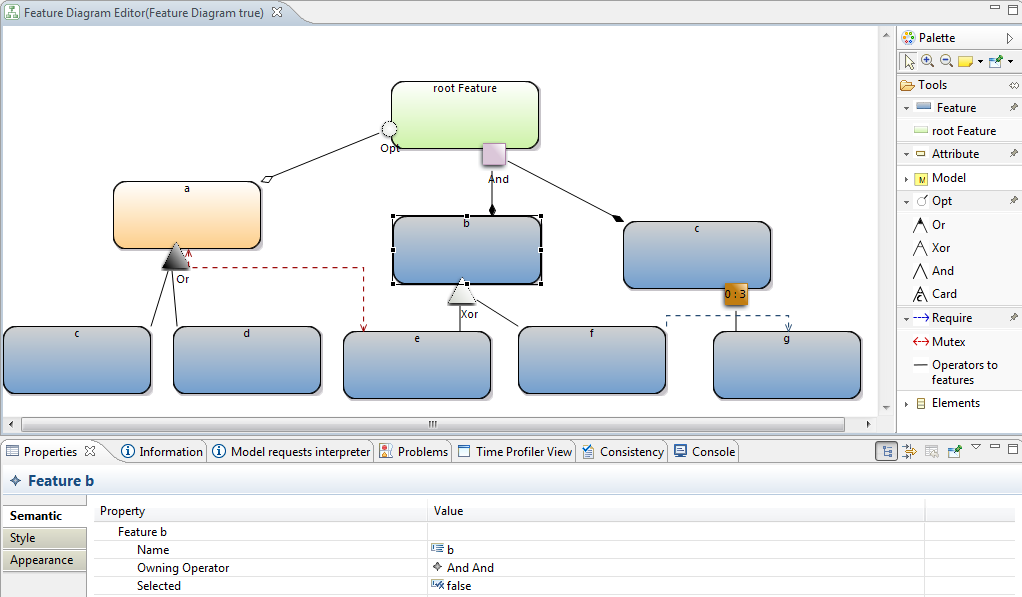 Feature Diagram Editor(Feature Diagram true)
root Feature
Opt
And
a
b
c
Or
0:3
Xor
c
d
e
f
g
Palette
Tools
Feature
root Feature
Attribute
M Model
Opt
Or
Xor
And
Card
Require
Mutex
Operators to
features
Elements
Properties Information Model requests interpreter Problems Time Profiler View Consistency Console
Feature b
Semantic
Style
Appearance
Property Value
Feature b
Name b
Owning Operator And And
Selected false